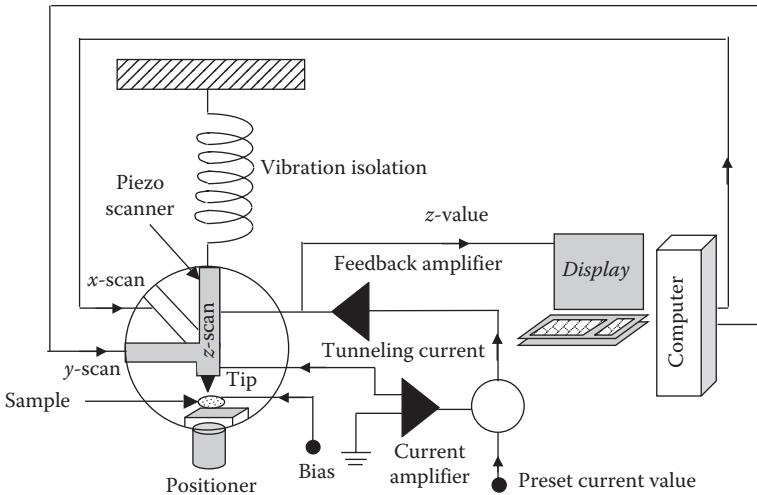 Vibration isolation
Piezo
scanner
z-value
x-scan
Feedback amplifier
Display
z-scan
Computer
Tunneling current
y-scan
Tip
Sample
Current
amplifier
Bias
Positioner
Preset current value